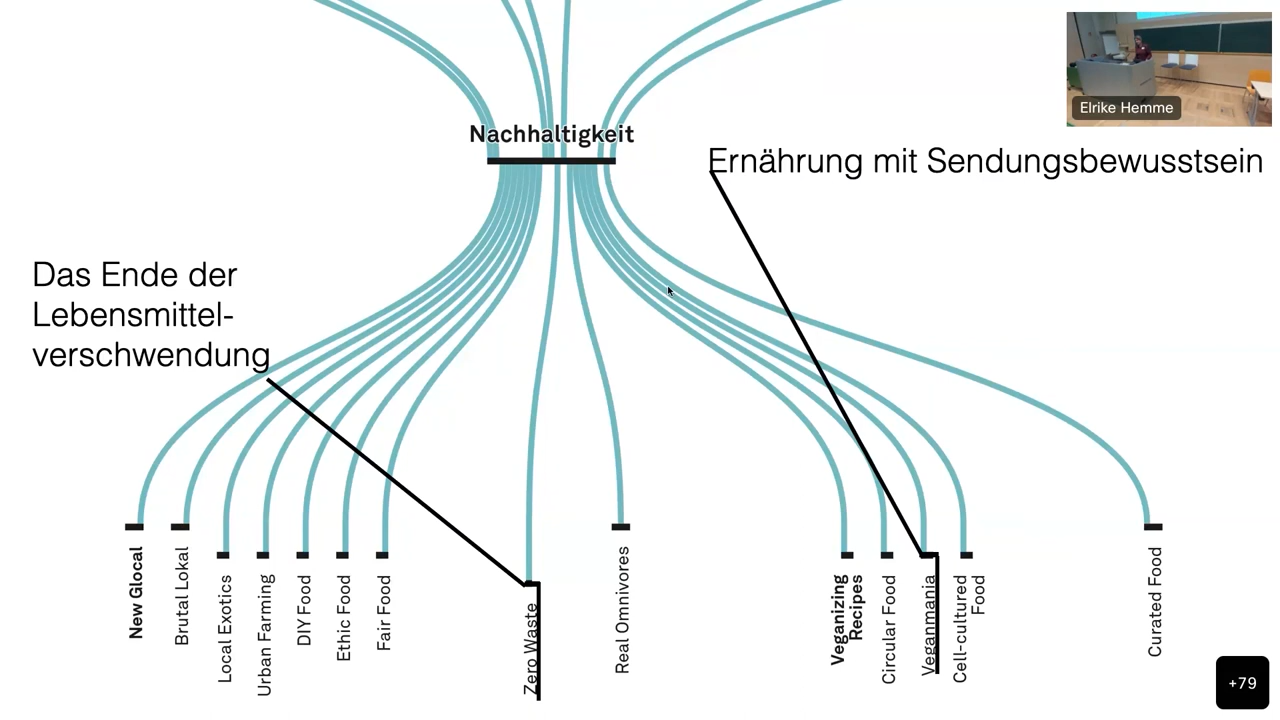 Elrike Hemme
Nachhaltigkeit
Ernährung mit Sendungsbewusstsein
Das Ende der
Lebensmittel-
verschwendung
New Glocal
Brutal Lokal
Local Exotics
Urban Farming
DIY Food
Ethic Food
Fair Food
Zero Waste
Real Omnivores
Veganizing
Recipes
Circular Food
Veganmania
Cell-cultured
Food
Curated Food
+79